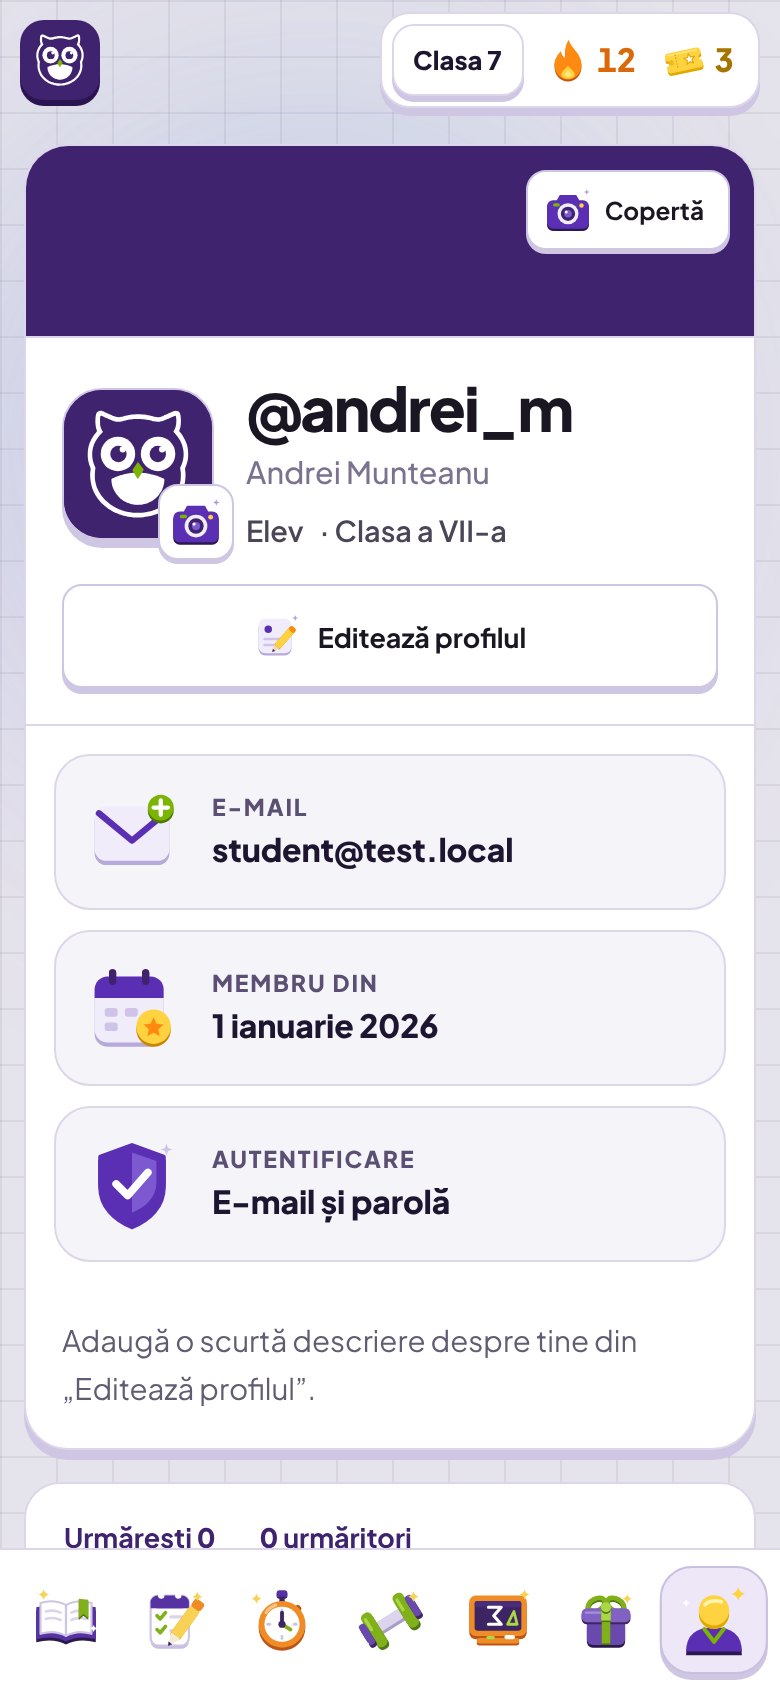 Clasa 7
12
3
Copertă
@andrei_m
Andrei Munteanu
Elev · Clasa a VII-a
Editează profilul
E-MAIL
student@test.local
MEMBRU DIN
1 ianuarie 2026
AUTENTIFICARE
E-mail și parolă
Adaugă o scurtă descriere despre tine din
„Editează profilul”.
Urmărești 0 0 urmăritori